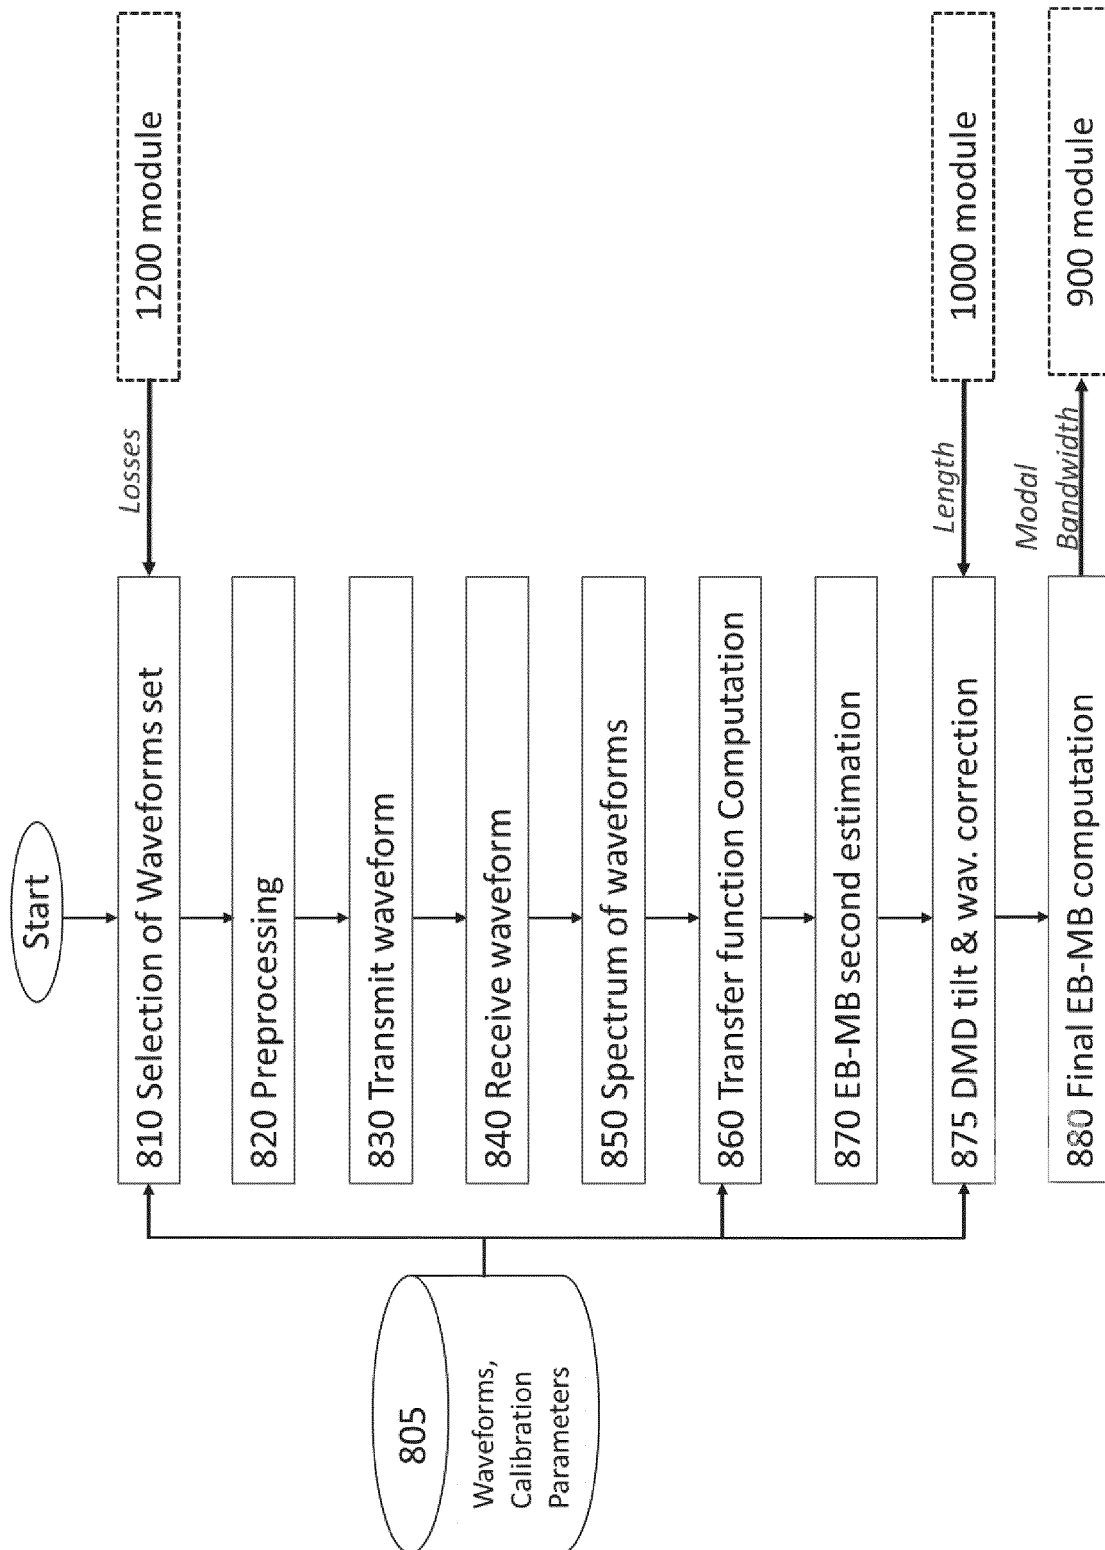 Start
810 Selection of Waveforms set
820 Preprocessing
830 Transmit waveform
840 Receive waveform
850 Spectrum of waveforms
860 Transfer function Computation
870 EB-MB second estimation
875 DMD tilt & wav. correction
880 Final EB-MB computation
805
Waveforms,
Calibration
Parameters
Losses
1200 module
Length
1000 module
Modal
Bandwidth
900 module